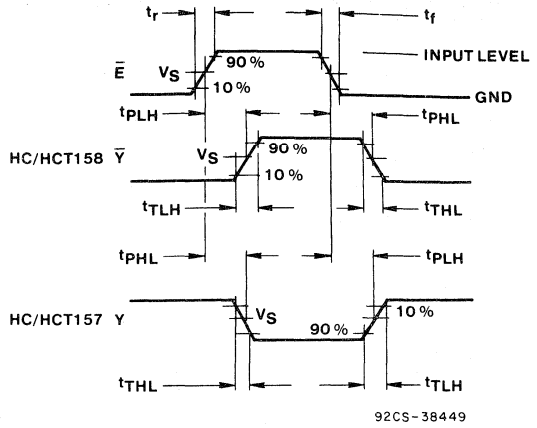 tr tf
INPUT LEVEL
E̅ VS 90% 10%
GND
tPLH tPHL
HC/HCT158 Y̅ VS 90% 10%
tTLH tTHL
tPHL tPLH
HC/HCT157 Y VS 90% 10%
tTHL tTLH
92CS-38449